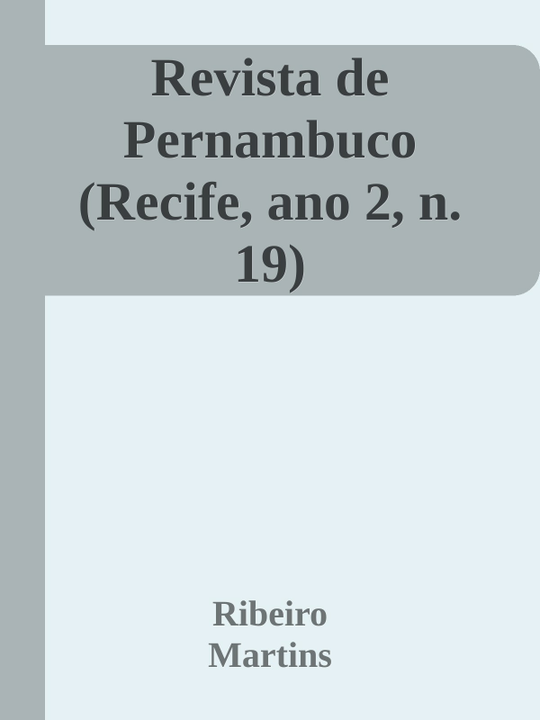 Revista de
Pernambuco
(Recife, ano 2, n.
19)
Ribeiro
Martins